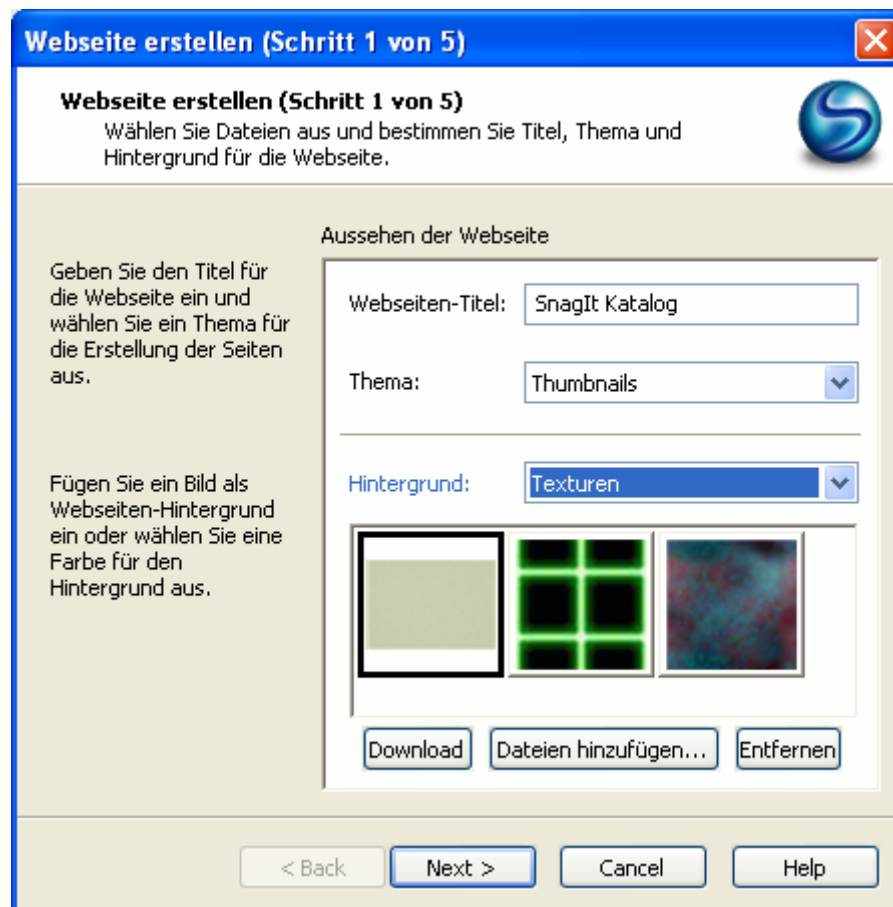 Webseite erstellen (Schritt 1 von 5)
Webseite erstellen (Schritt 1 von 5)
Wählen Sie Dateien aus und bestimmen Sie Titel, Thema und
Hintergrund für die Webseite.
Aussehen der Webseite
Geben Sie den Titel für
die Webseite ein und
wählen Sie ein Thema für
die Erstellung der Seiten
aus.
Webseiten-Titel: SnagIt Katalog
Thema: Thumbnails
Fügen Sie ein Bild als
Webseiten-Hintergrund
ein oder wählen Sie eine
Farbe für den
Hintergrund aus.
Hintergrund: Texturen
Download Dateien hinzufügen... Entfernen
< Back Next > Cancel Help